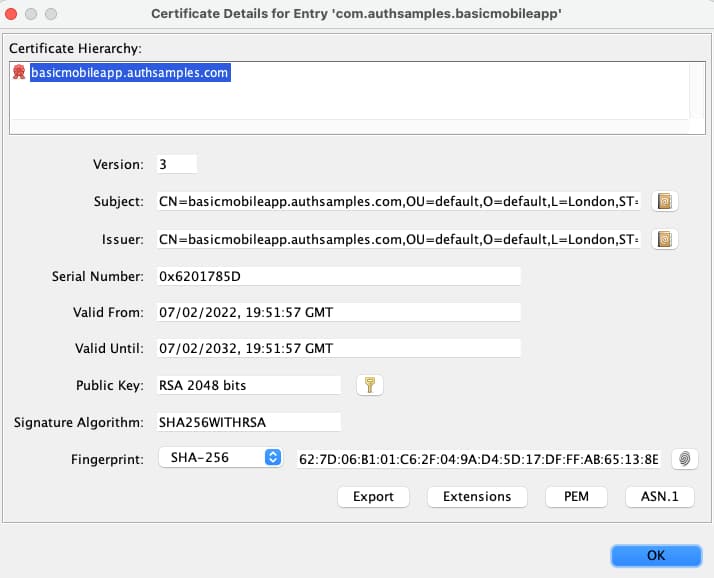 Certificate Details for Entry 'com.authsamples.basicmobileapp'
Certificate Hierarchy:
basicmobileapp.authsamples.com
Version: 3
Subject: CN=basicmobileapp.authsamples.com,OU=default,O=default,L=London,ST=
Issuer: CN=basicmobileapp.authsamples.com,OU=default,O=default,L=London,ST=
Serial Number: 0x6201785D
Valid From: 07/02/2022, 19:51:57 GMT
Valid Until: 07/02/2032, 19:51:57 GMT
Public Key: RSA 2048 bits
Signature Algorithm: SHA256WITHRSA
Fingerprint: SHA-256 62:7D:06:B1:01:C6:2F:04:9A:D4:5D:17:DF:FF:AB:65:13:8E
Export Extensions PEM ASN.1
OK